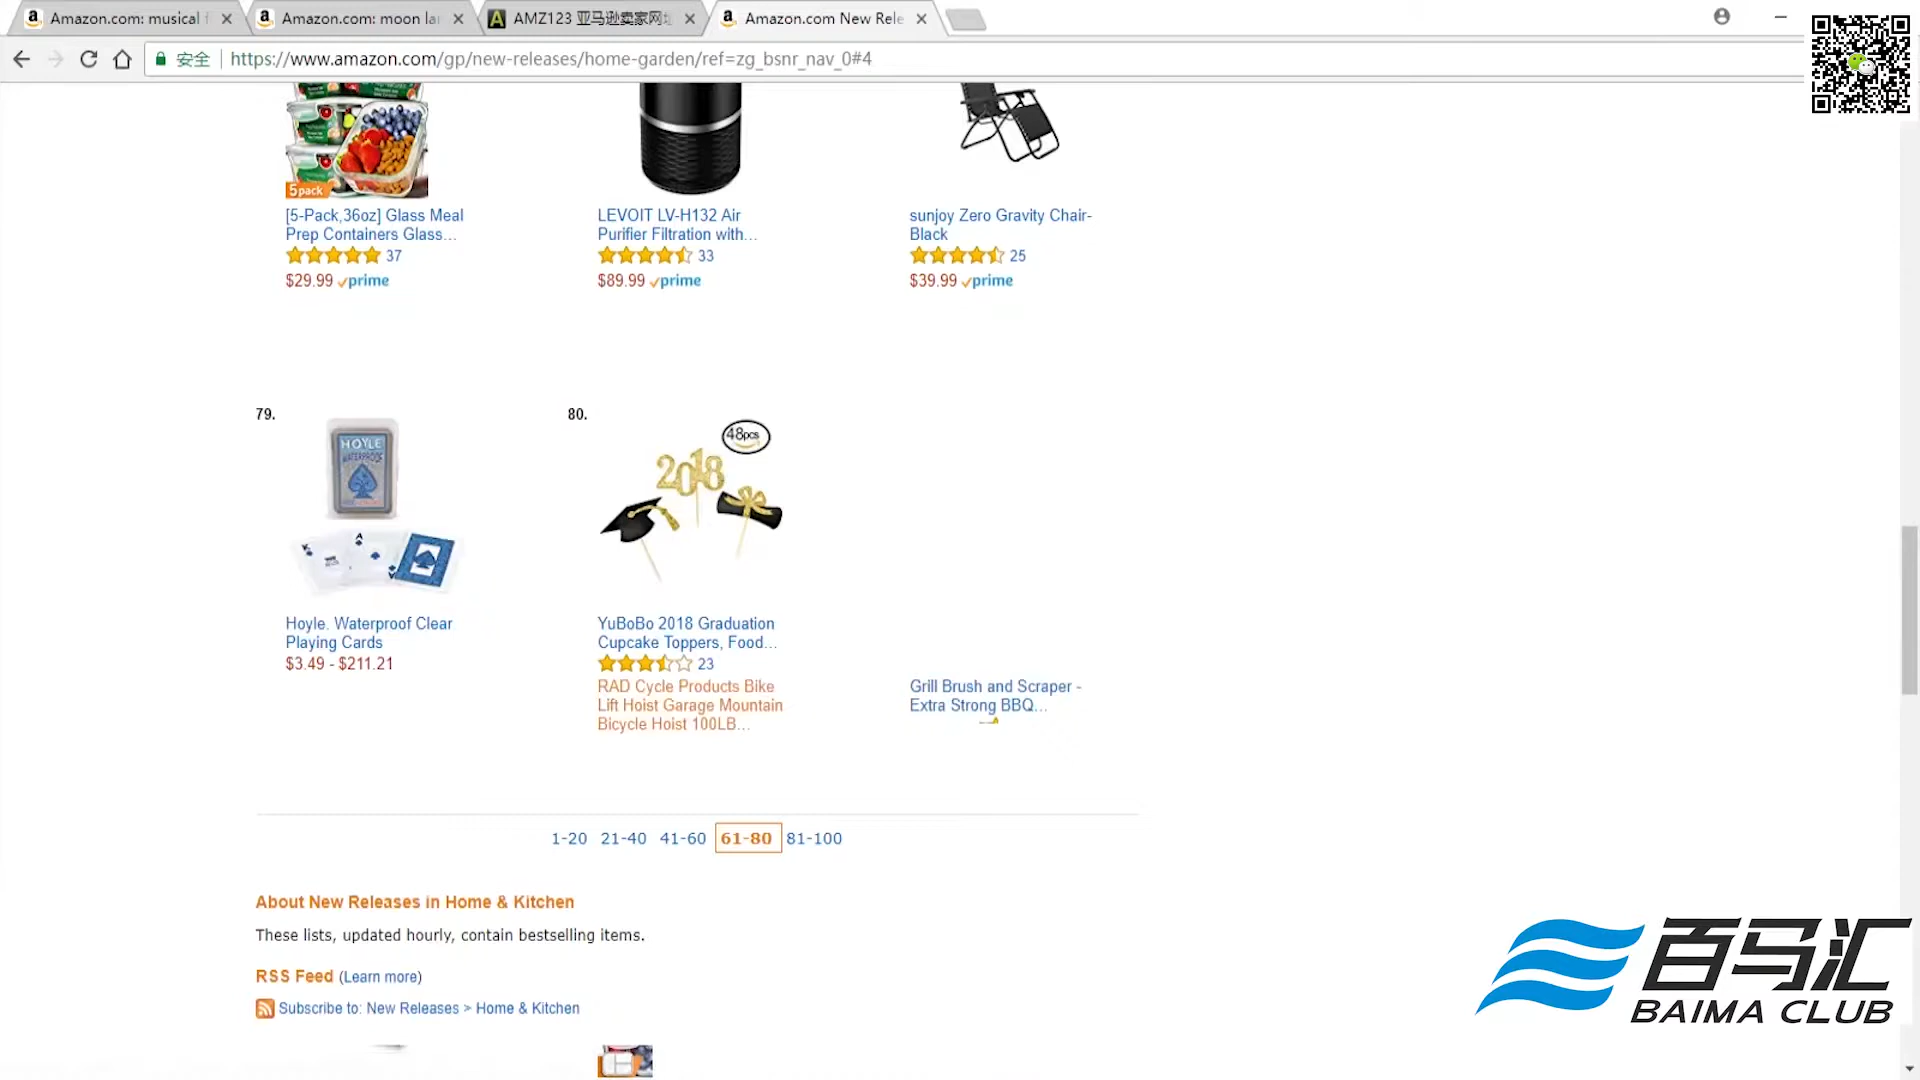 Amazon.com: musical f
Amazon.com: moon la
AMZ123 亚马逊卖家网址
Amazon.com New Rele
安全
https://www.amazon.com/gp/new-releases/home-garden/ref=zg_bsnr_nav_0#4
5 pack
[5-Pack,36oz] Glass Meal
Prep Containers Glass...
37
$29.99 prime
LEVOIT LV-H132 Air
Purifier Filtration with...
33
$89.99 prime
sunjoy Zero Gravity Chair-
Black
25
$39.99 prime
79.
HOYLE
WATERPROOF
Hoyle. Waterproof Clear
Playing Cards
$3.49 - $211.21
80.
48pcs
2018
YuBoBo 2018 Graduation
Cupcake Toppers, Food...
23
RAD Cycle Products Bike
Lift Hoist Garage Mountain
Bicycle Hoist 100LB...
Grill Brush and Scraper -
Extra Strong BBQ...
1-20 21-40 41-60 61-80 81-100
About New Releases in Home & Kitchen
These lists, updated hourly, contain bestselling items.
RSS Feed (Learn more)
Subscribe to: New Releases > Home & Kitchen
百马汇
BAIMA CLUB